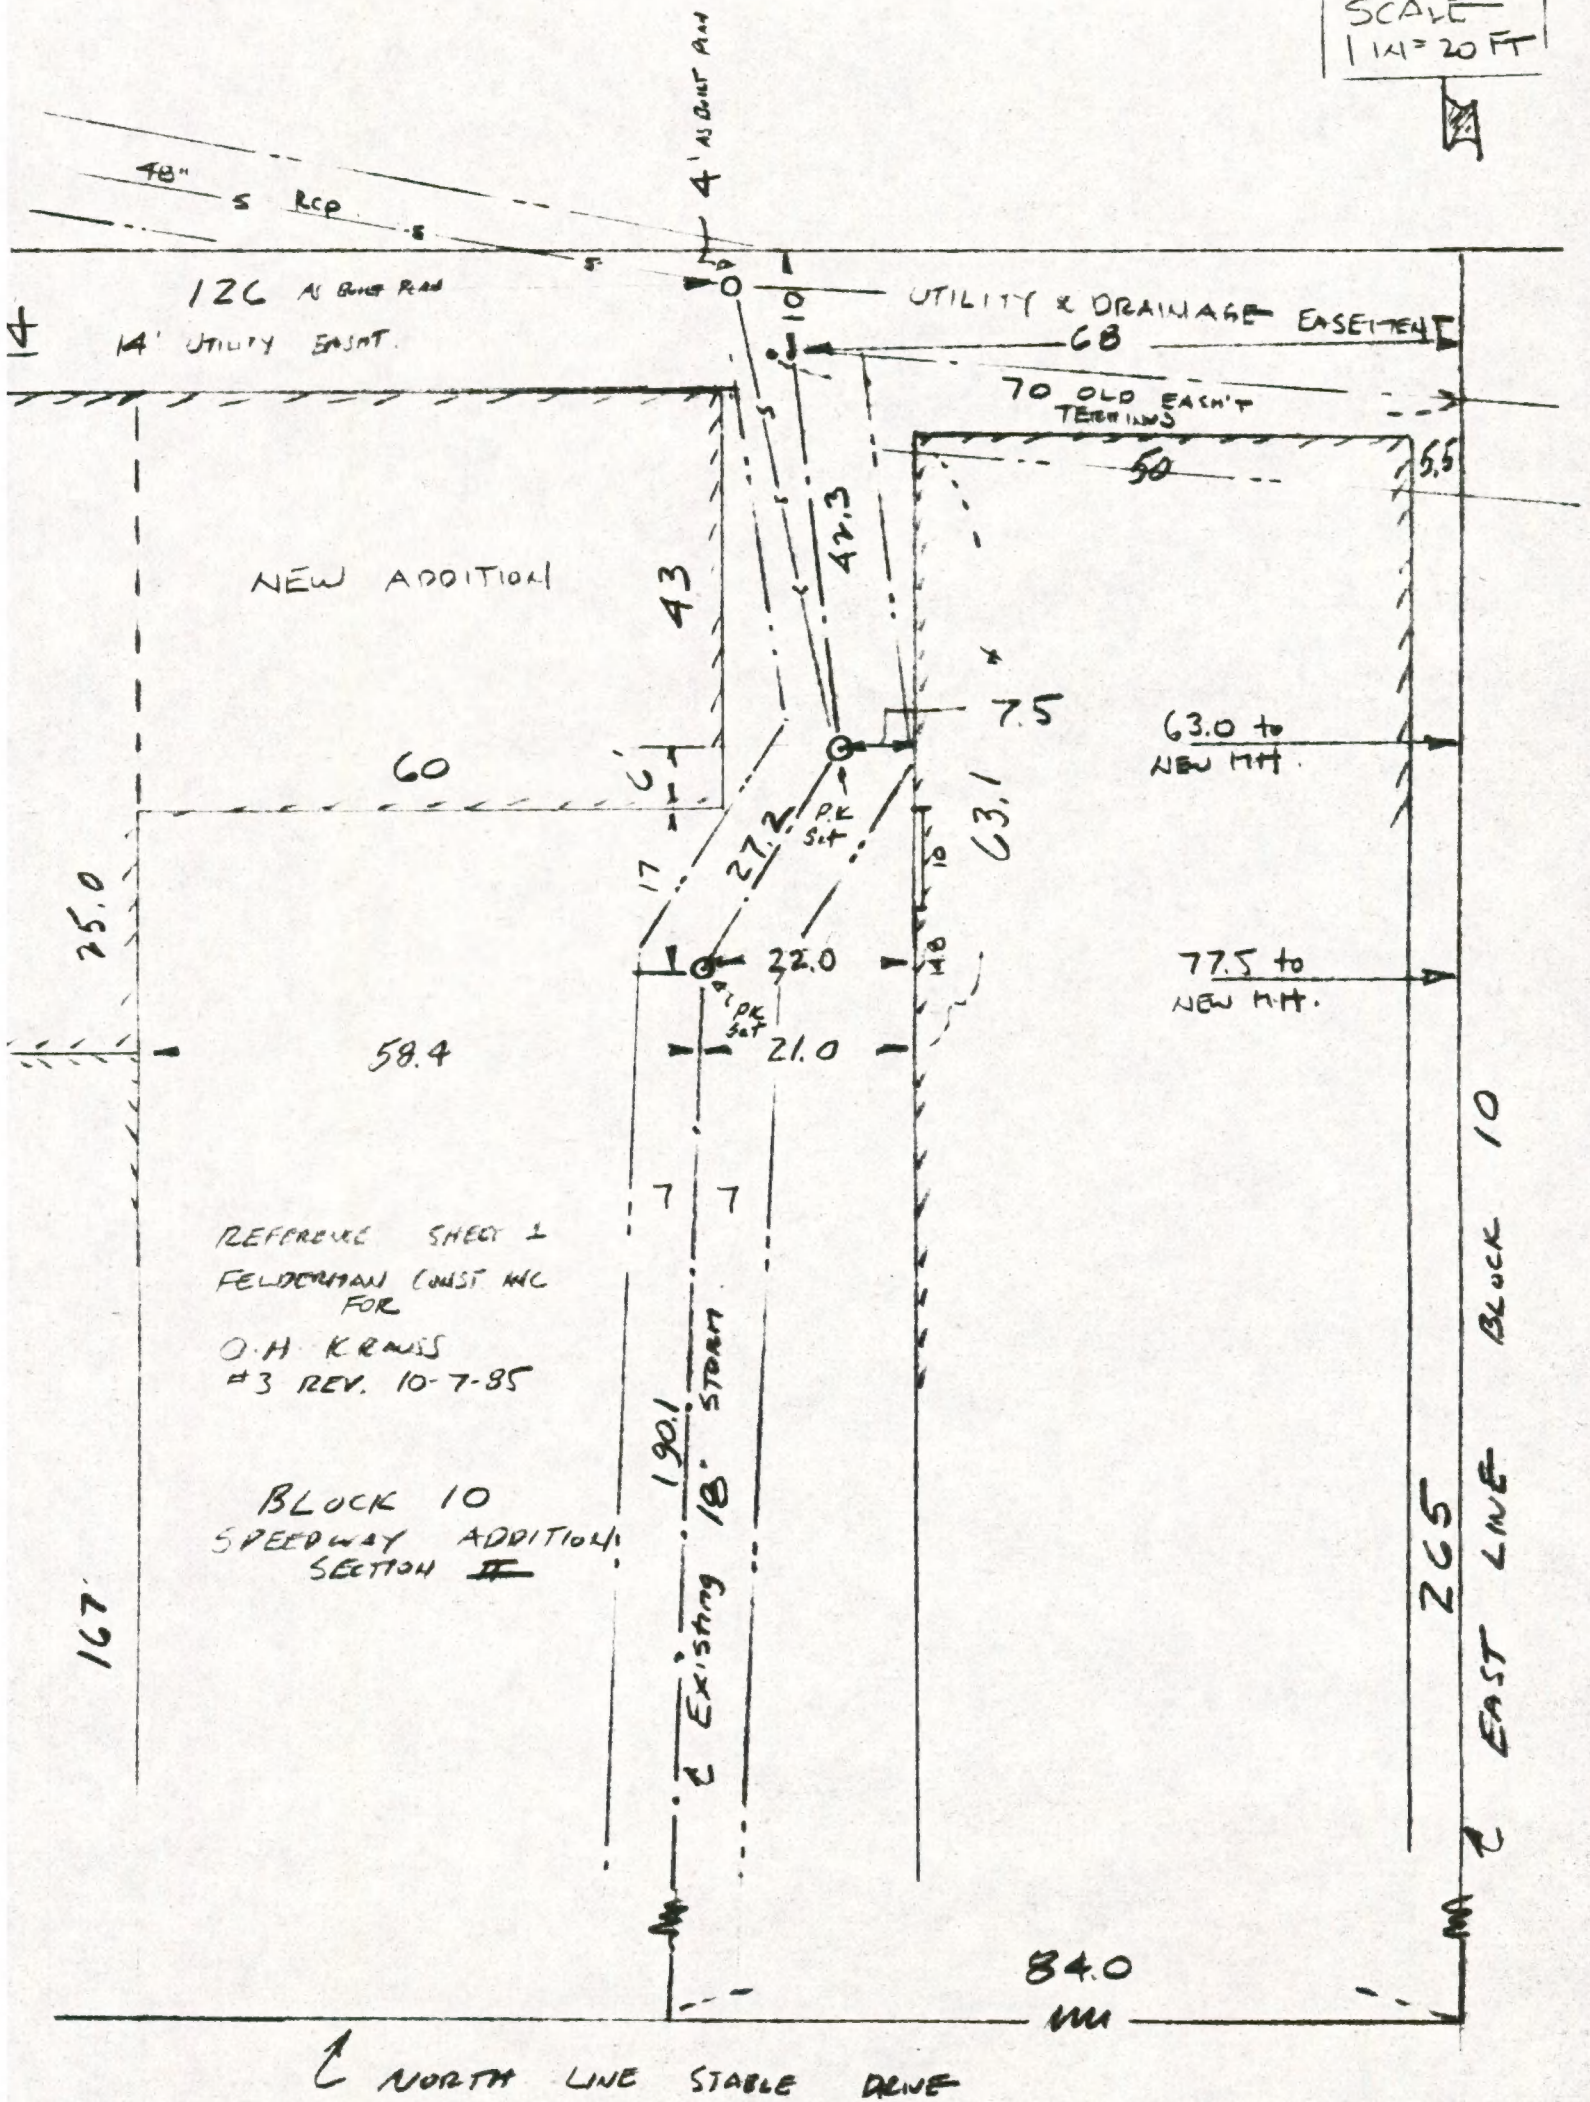 SCALE
1 IN = 20 FT
4' AS BUILT PLAN
48"
S RCP S
S
126 AS BUILT PLAN
14
14' UTILITY EASMT.
10
UTILITY & DRAINAGE EASEMENT
68
70 OLD EASM'T
TERMINUS
50
5.5
S
S
S
42.3
NEW ADDITION
43
7.5
63.0 to
NEW M.H.
60
6'
P.K
Set
27.2
63.1
17
10
25.0
22.0
PK
Set
77.5 to
NEW M.H.
58.4
21.0
7 7
REFERENCE SHEET 1
FELDERMAN CONST INC
FOR
O.H. KRAUSS
#3 REV. 10-7-85
190.1
Existing 18" STORM
BLOCK 10
SPEEDWAY ADDITION
SECTION II
167'
265
EAST LINE BLOCK 10
84.0
NORTH LINE STABLE DRIVE